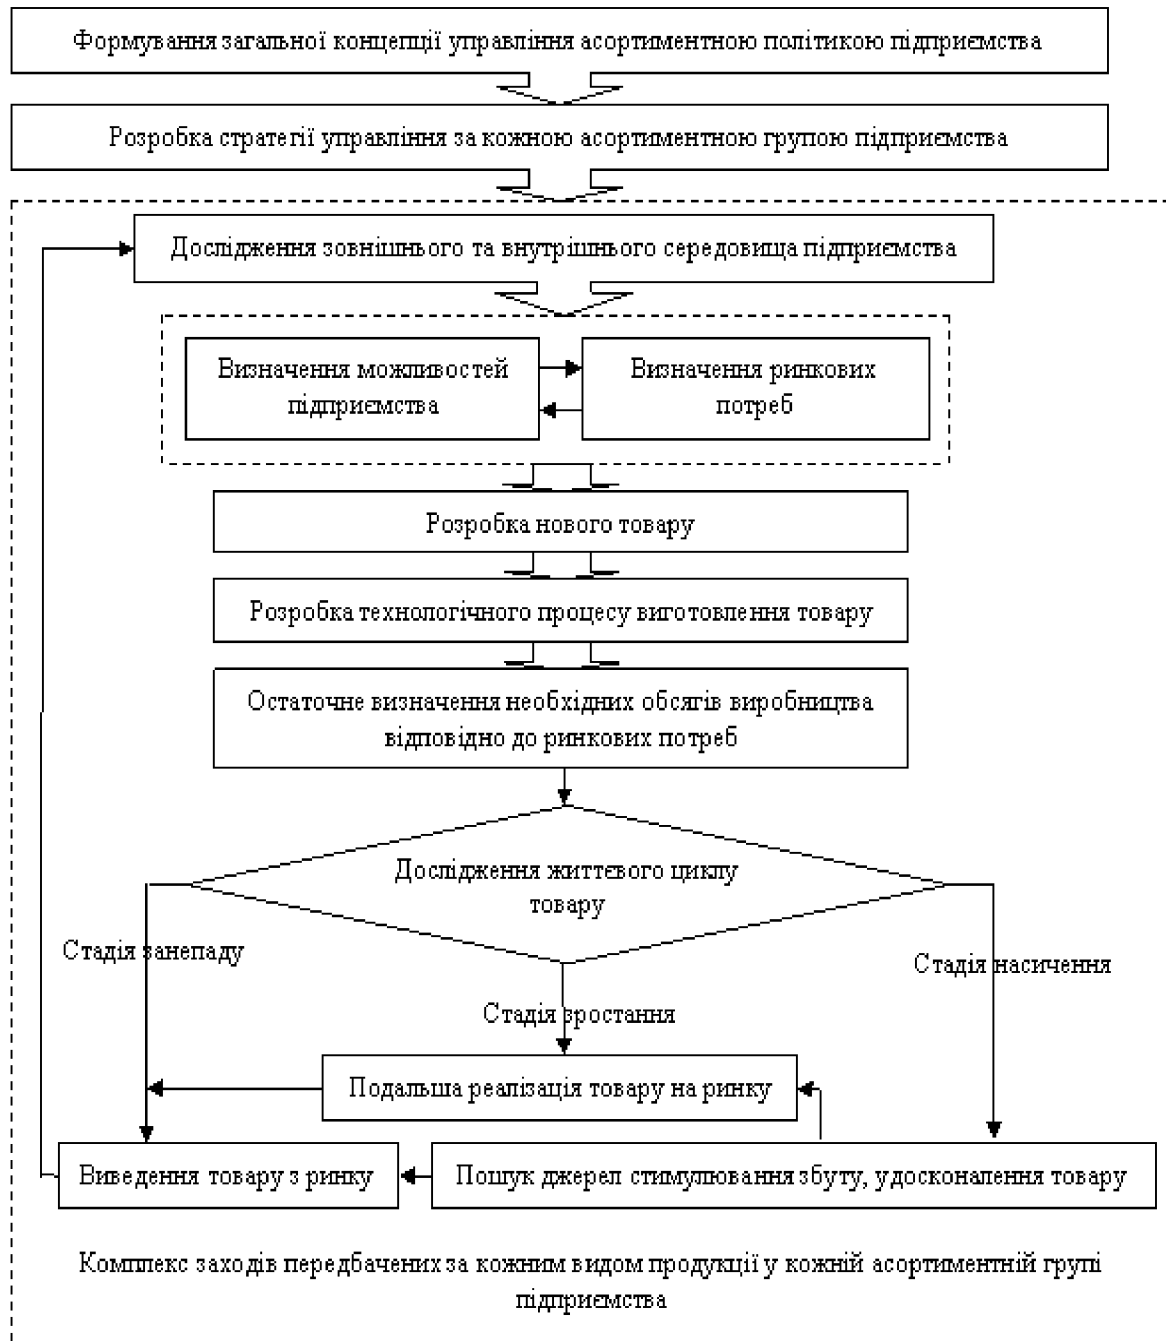 Формування загальної концепції управління асортиментною політикою підприємства
Розробка стратегії управління за кожною асортиментною групою підприємства
Дослідження зовнішнього та внутрішнього середовища підприємства
Визначення можливостей
підприємства
Визначення ринкових
потреб
Розробка нового товару
Розробка технологічного процесу виготовлення товару
Остаточне визначення необхідних обсягів виробництва
відповідно до ринкових потреб
Дослідження життєвого циклу
товару
Стадія занепаду
Стадія насичення
Стадія зростання
Подальша реалізація товару на ринку
Виведення товару з ринку
Пошук джерел стимулювання збуту, удосконалення товару
Комплекс заходів передбачених за кожним видом продукції у кожній асортиментній групі
підприємства